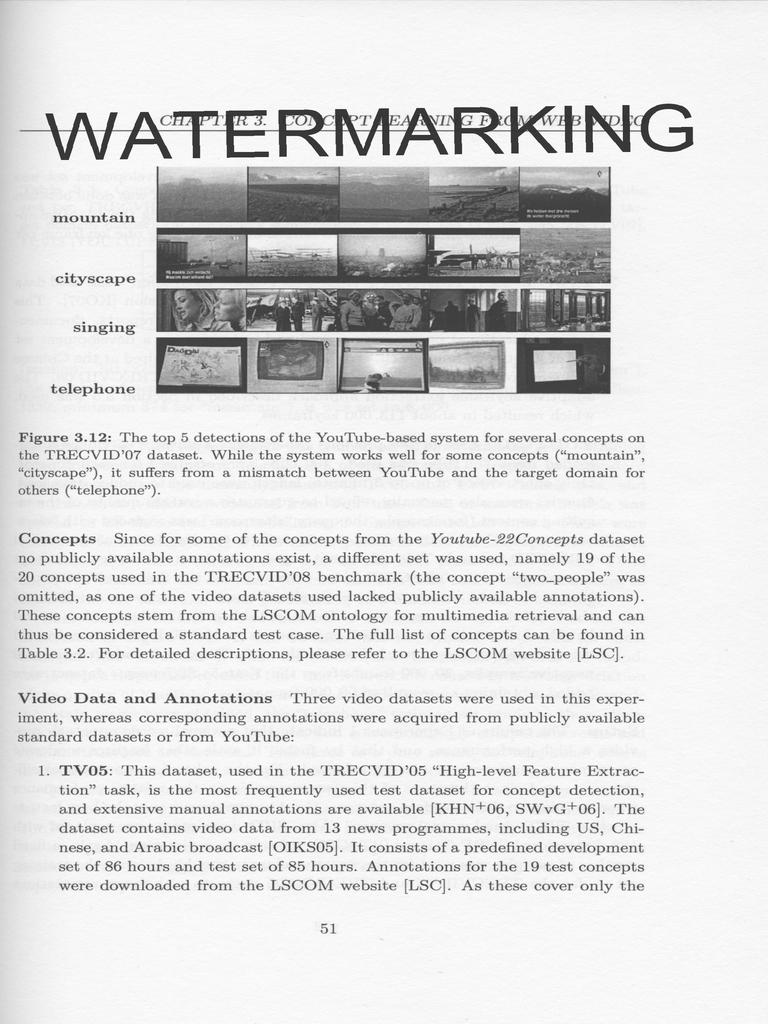 WATERMARKING
CHAPTER 3. CONCEPT LEARNING FROM WEB VIDEO
mountain
cityscape
singing
telephone
Figure 3.12: The top 5 detections of the YouTube-based system for several concepts on
the TRECVID'07 dataset. While the system works well for some concepts (“mountain”,
“cityscape”), it suffers from a mismatch between YouTube and the target domain for
others (“telephone”).
Concepts Since for some of the concepts from the Youtube-22Concepts dataset
no publicly available annotations exist, a different set was used, namely 19 of the
20 concepts used in the TRECVID'08 benchmark (the concept “two_people” was
omitted, as one of the video datasets used lacked publicly available annotations).
These concepts stem from the LSCOM ontology for multimedia retrieval and can
thus be considered a standard test case. The full list of concepts can be found in
Table 3.2. For detailed descriptions, please refer to the LSCOM website [LSC].
Video Data and Annotations Three video datasets were used in this exper-
iment, whereas corresponding annotations were acquired from publicly available
standard datasets or from YouTube:
1. TV05: This dataset, used in the TRECVID'05 “High-level Feature Extrac-
tion” task, is the most frequently used test dataset for concept detection,
and extensive manual annotations are available [KHN+06, SWvG+06]. The
dataset contains video data from 13 news programmes, including US, Chi-
nese, and Arabic broadcast [OIKS05]. It consists of a predefined development
set of 86 hours and test set of 85 hours. Annotations for the 19 test concepts
were downloaded from the LSCOM website [LSC]. As these cover only the
51